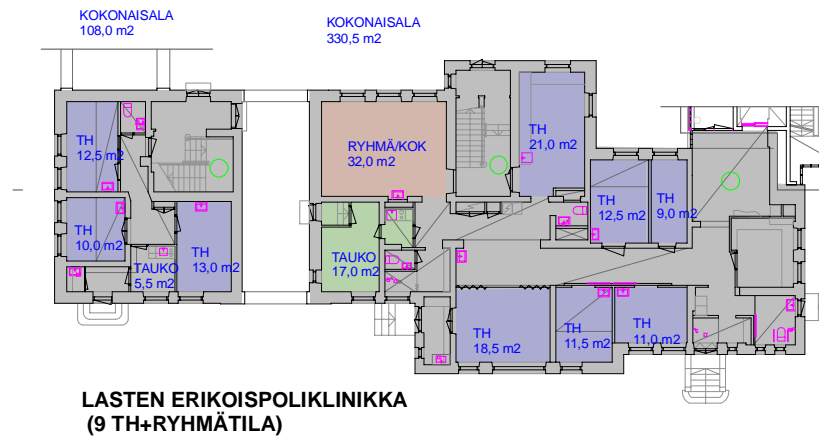 KOKONAISALA
108,0 m2
KOKONAISALA
330,5 m2
TH
12,5 m2
RYHMÄ/KOK
32,0 m2
TH
21,0 m2
TH
12,5 m2
TH
9,0 m2
TH
10,0 m2
TAUKO
5,5 m2
TH
13,0 m2
TAUKO
17,0 m2
TH
18,5 m2
TH
11,5 m2
TH
11,0 m2
LASTEN ERIKOISPOLIKLINIKKA
(9 TH+RYHMÄTILA)